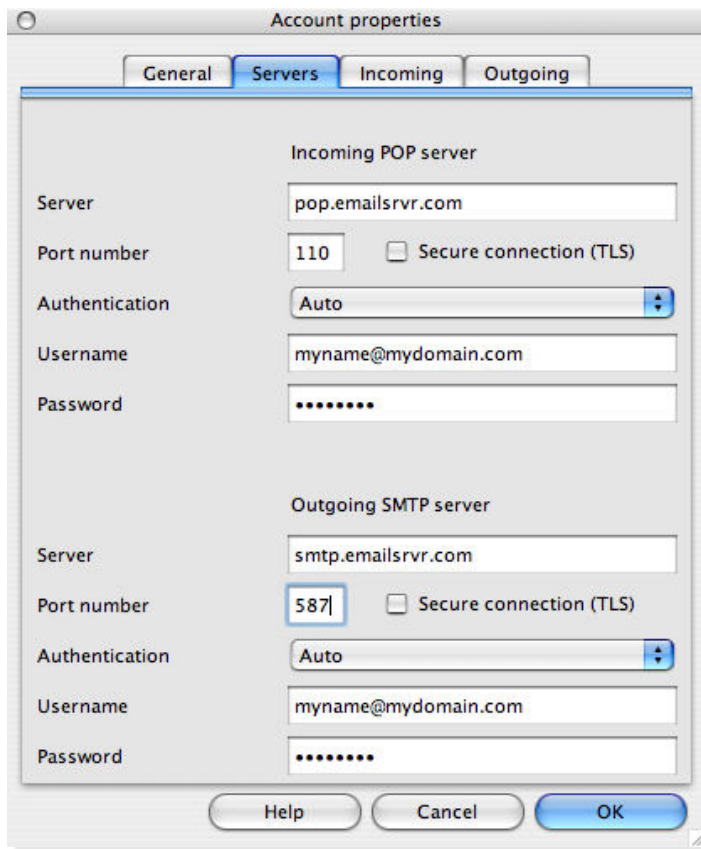 Account properties
General Servers Incoming Outgoing
Incoming POP server
Server pop.emailsrvr.com
Port number 110 Secure connection (TLS)
Authentication Auto
Username myname@mydomain.com
Password ••••••••
Outgoing SMTP server
Server smtp.emailsrvr.com
Port number 587 Secure connection (TLS)
Authentication Auto
Username myname@mydomain.com
Password ••••••••
Help Cancel OK